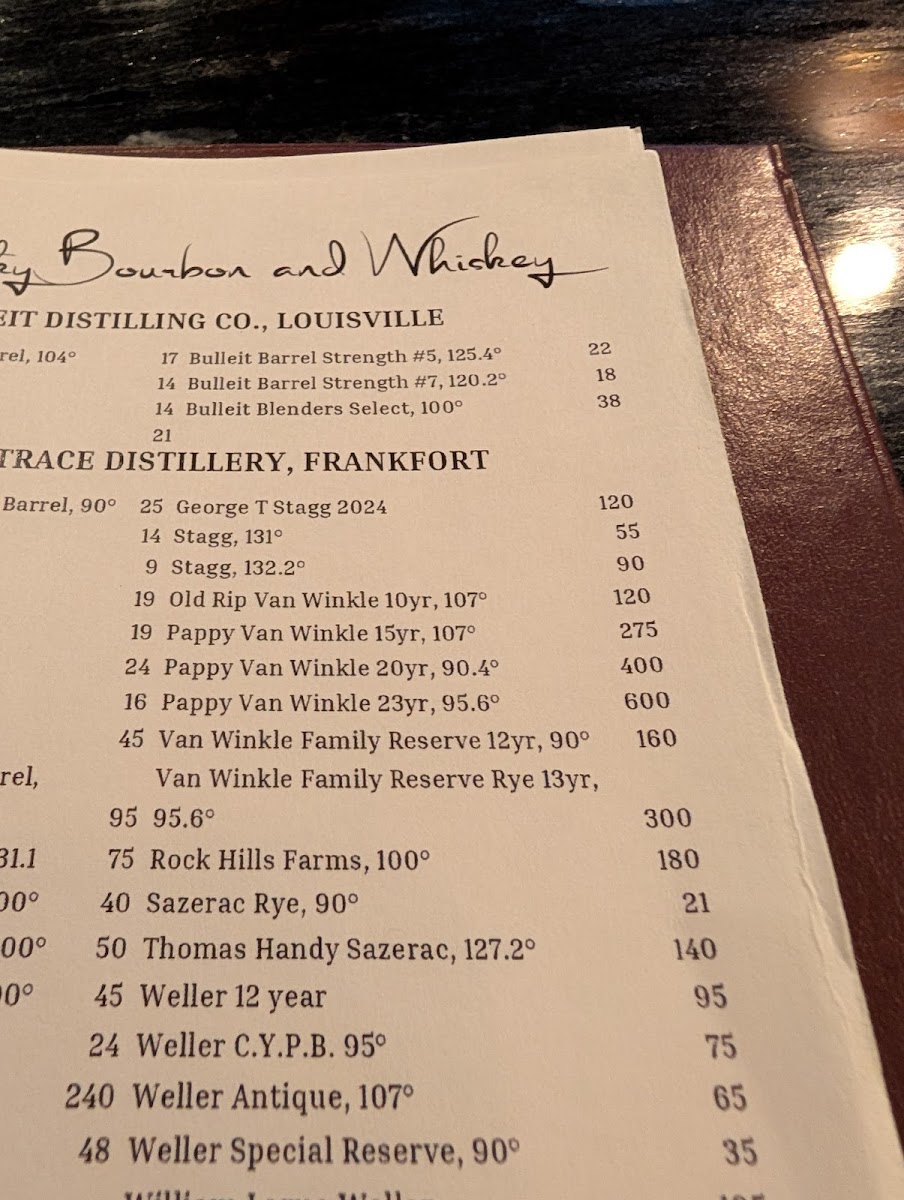 ky Bourbon and Whiskey
EIT DISTILLING CO., LOUISVILLE
rel, 104° 17 Bulleit Barrel Strength #5, 125.4° 22
14 Bulleit Barrel Strength #7, 120.2° 18
14 Bulleit Blenders Select, 100° 38
21
TRACE DISTILLERY, FRANKFORT
Barrel, 90° 25 George T Stagg 2024 120
14 Stagg, 131° 55
9 Stagg, 132.2° 90
19 Old Rip Van Winkle 10yr, 107° 120
19 Pappy Van Winkle 15yr, 107° 275
24 Pappy Van Winkle 20yr, 90.4° 400
16 Pappy Van Winkle 23yr, 95.6° 600
45 Van Winkle Family Reserve 12yr, 90° 160
rel, Van Winkle Family Reserve Rye 13yr,
95 95.6° 300
31.1 75 Rock Hills Farms, 100° 180
00° 40 Sazerac Rye, 90° 21
00° 50 Thomas Handy Sazerac, 127.2° 140
00° 45 Weller 12 year 95
24 Weller C.Y.P.B. 95° 75
240 Weller Antique, 107° 65
48 Weller Special Reserve, 90° 35